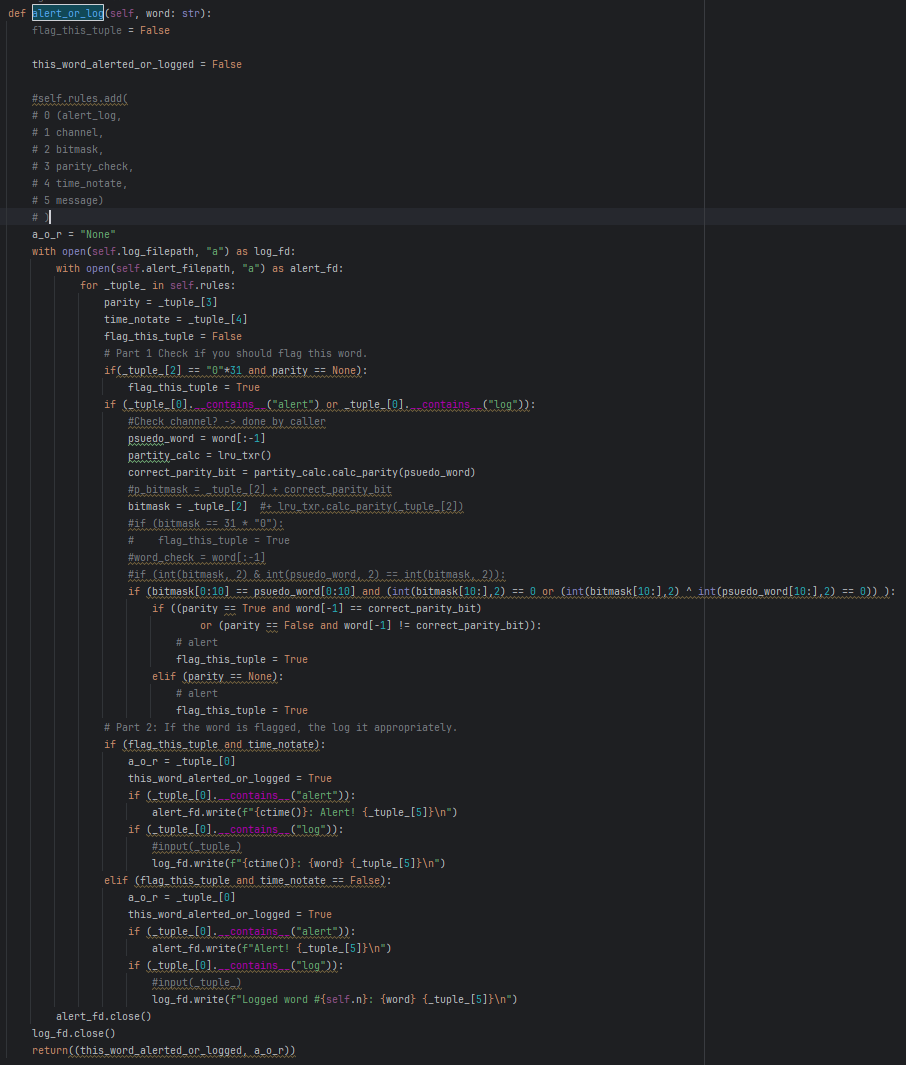 def alert_or_log(self, word: str):
    flag_this_tuple = False

    this_word_alerted_or_logged = False

    #self.rules.add(
    # 0 (alert_log,
    # 1 channel,
    # 2 bitmask,
    # 3 parity_check,
    # 4 time_notate,
    # 5 message)
    # )
    a_o_r = "None"
    with open(self.log_filepath, "a") as log_fd:
        with open(self.alert_filepath, "a") as alert_fd:
            for _tuple_ in self.rules:
                parity = _tuple_[3]
                time_notate = _tuple_[4]
                flag_this_tuple = False
                # Part 1 Check if you should flag this word.
                if(_tuple_[2] == "0"*31 and parity == None):
                    flag_this_tuple = True
                if (_tuple_[0].__contains__("alert") or _tuple_[0].__contains__("log")):
                    #Check channel? -> done by caller
                    psuedo_word = word[:-1]
                    partity_calc = lru_txr()
                    correct_parity_bit = partity_calc.calc_parity(psuedo_word)
                    #p_bitmask = _tuple_[2] + correct_parity_bit
                    bitmask = _tuple_[2]  #+ lru_txr.calc_parity(_tuple_[2])
                    #if (bitmask == 31 * "0"):
                    #    flag_this_tuple = True
                    #word_check = word[:-1]
                    #if (int(bitmask, 2) & int(psuedo_word, 2) == int(bitmask, 2)):
                    if (bitmask[0:10] == psuedo_word[0:10] and (int(bitmask[10:],2) == 0 or (int(bitmask[10:],2) ^ int(psuedo_word[10:],2) == 0)) ):
                        if ((parity == True and word[-1] == correct_parity_bit)
                                or (parity == False and word[-1] != correct_parity_bit)):
                            # alert
                            flag_this_tuple = True
                        elif (parity == None):
                            # alert
                            flag_this_tuple = True
                # Part 2: If the word is flagged, the log it appropriately.
                if (flag_this_tuple and time_notate):
                    a_o_r = _tuple_[0]
                    this_word_alerted_or_logged = True
                    if (_tuple_[0].__contains__("alert")):
                        alert_fd.write(f"{ctime()}: Alert! {_tuple_[5]}\n")
                    if (_tuple_[0].__contains__("log")):
                        #input(_tuple_)
                        log_fd.write(f"{ctime()}: {word} {_tuple_[5]}\n")
                elif (flag_this_tuple and time_notate == False):
                    a_o_r = _tuple_[0]
                    this_word_alerted_or_logged = True
                    if (_tuple_[0].__contains__("alert")):
                        alert_fd.write(f"Alert! {_tuple_[5]}\n")
                    if (_tuple_[0].__contains__("log")):
                        #input(_tuple_)
                        log_fd.write(f"Logged word #{self.n}: {word} {_tuple_[5]}\n")
        alert_fd.close()
    log_fd.close()
    return((this_word_alerted_or_logged, a_o_r))